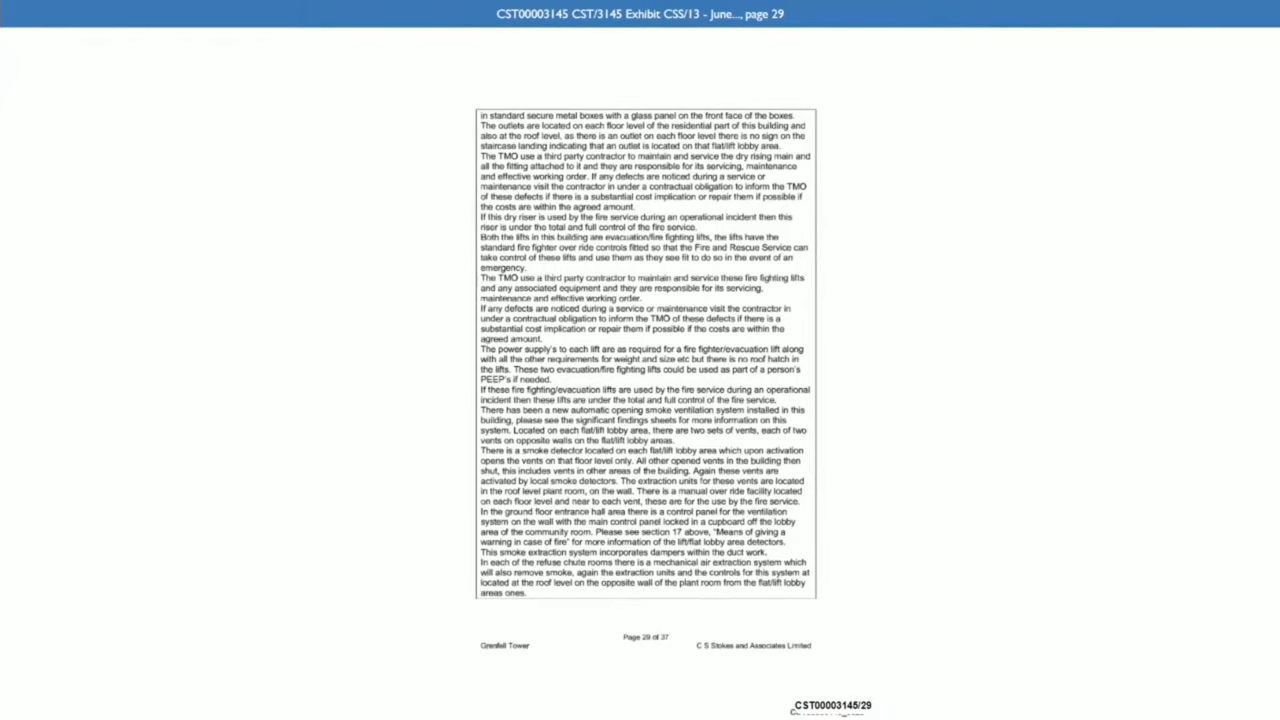 CST00003145 CST/3145 Exhibit CSS/13 - June..., page 29
in standard secure metal boxes with a glass panel on the front face of the boxes.
The outlets are located on each floor level of the residential part of this building and
also at the roof level, as there is an outlet on each floor level there is no sign on the
staircase landing indicating that an outlet is located on that flat/lift lobby area.
The TMO use a third party contractor to maintain and service the dry rising main and
all the fitting attached to it and they are responsible for its servicing, maintenance
and effective working order. If any defects are noticed during a service or
maintenance visit the contractor in under a contractual obligation to inform the TMO
of these defects if there is a substantial cost implication or repair them if possible if
the costs are within the agreed amount.
If this dry riser is used by the fire service during an operational incident then this
riser is under the total and full control of the fire service.
Both the lifts in this building are evacuation/fire fighting lifts, the lifts have the
standard fire fighter over ride controls fitted so that the Fire and Rescue Service can
take control of these lifts and use them as they see fit to do so in the event of an
emergency.
The TMO use a third party contractor to maintain and service these fire fighting lifts
and any associated equipment and they are responsible for its servicing,
maintenance and effective working order.
If any defects are noticed during a service or maintenance visit the contractor in
under a contractual obligation to inform the TMO of these defects if there is a
substantial cost implication or repair them if possible if the costs are within the
agreed amount.
The power supply's to each lift are as required for a fire fighter/evacuation lift along
with all the other requirements for weight and size etc but there is no roof hatch in
the lifts. These two evacuation/fire fighting lifts could be used as part of a person's
PEEP's if needed.
If these fire fighting/evacuation lifts are used by the fire service during an operational
incident then these lifts are under the total and full control of the fire service.
There has been a new automatic opening smoke ventilation system installed in this
building, please see the significant findings sheets for more information on this
system. Located on each flat/lift lobby area, there are two sets of vents, each of two
vents on opposite walls on the flat/lift lobby areas.
There is a smoke detector located on each flat/lift lobby area which upon activation
opens the vents on that floor level only. All other opened vents in the building then
shut, this includes vents in other areas of the building. Again these vents are
activated by local smoke detectors. The extraction units for these vents are located
in the roof level plant room, on the wall. There is a manual over ride facility located
on each floor level and near to each vent, these are for the use by the fire service.
In the ground floor entrance hall area there is a control panel for the ventilation
system on the wall with the main control panel locked in a cupboard off the lobby
area of the community room. Please see section 17 above, "Means of giving a
warning in case of fire" for more information of the lift/flat lobby area detectors.
This smoke extraction system incorporates dampers within the duct work.
In each of the refuse chute rooms there is a mechanical air extraction system which
will also remove smoke, again the extraction units and the controls for this system at
located at the roof level on the opposite wall of the plant room from the flat/lift lobby
areas ones.
Page 29 of 37
Grenfell Tower
C S Stokes and Associates Limited
CST00003145/29